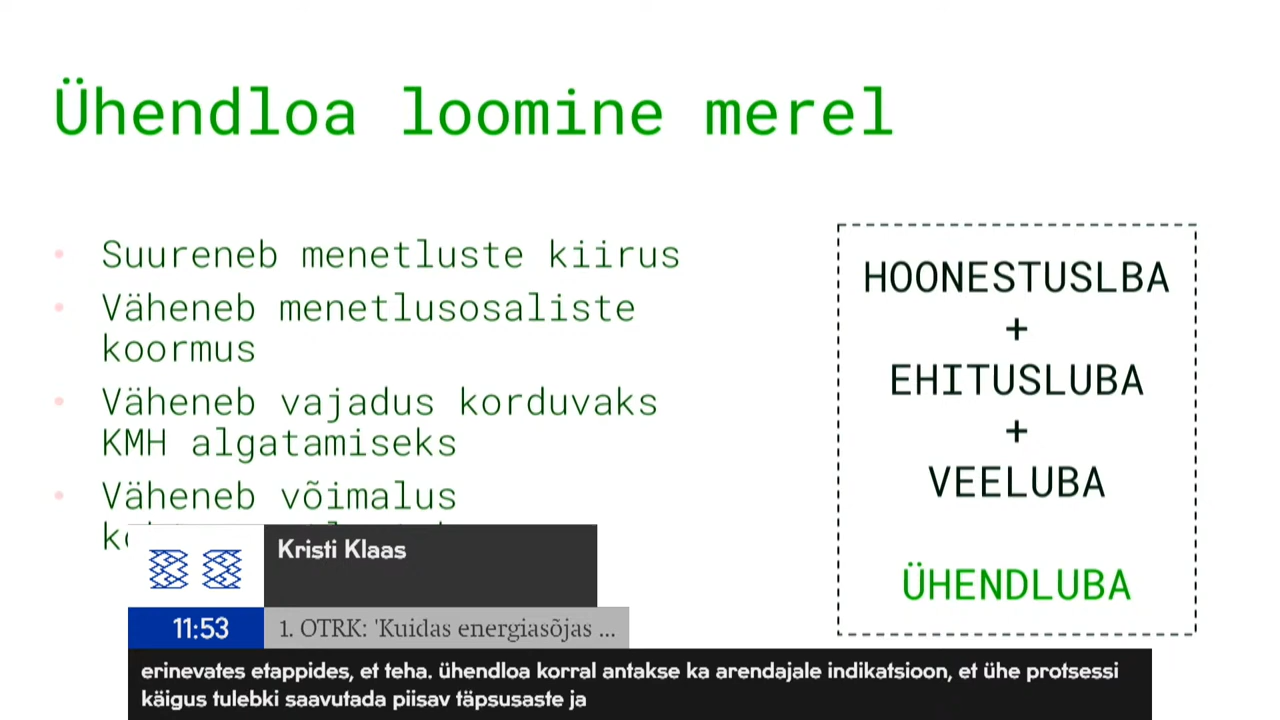 Ühendloa loomine merel
• Suureneb menetluste kiirus
• Väheneb menetlusosaliste
koormus
• Väheneb vajadus korduvaks
KMH algatamiseks
• Väheneb võimalus
HOONESTUSLBA
+
EHITUSLUBA
+
VEELUBA
ÜHENDLUBA
Kristi Klaas
11:53
1. OTRK: 'Kuidas energiasõjas ...
erinevates etappides, et teha. ühendloa korral antakse ka arendajale indikatsioon, et ühe protsessi
käigus tulebki saavutada piisav täpsusaste ja